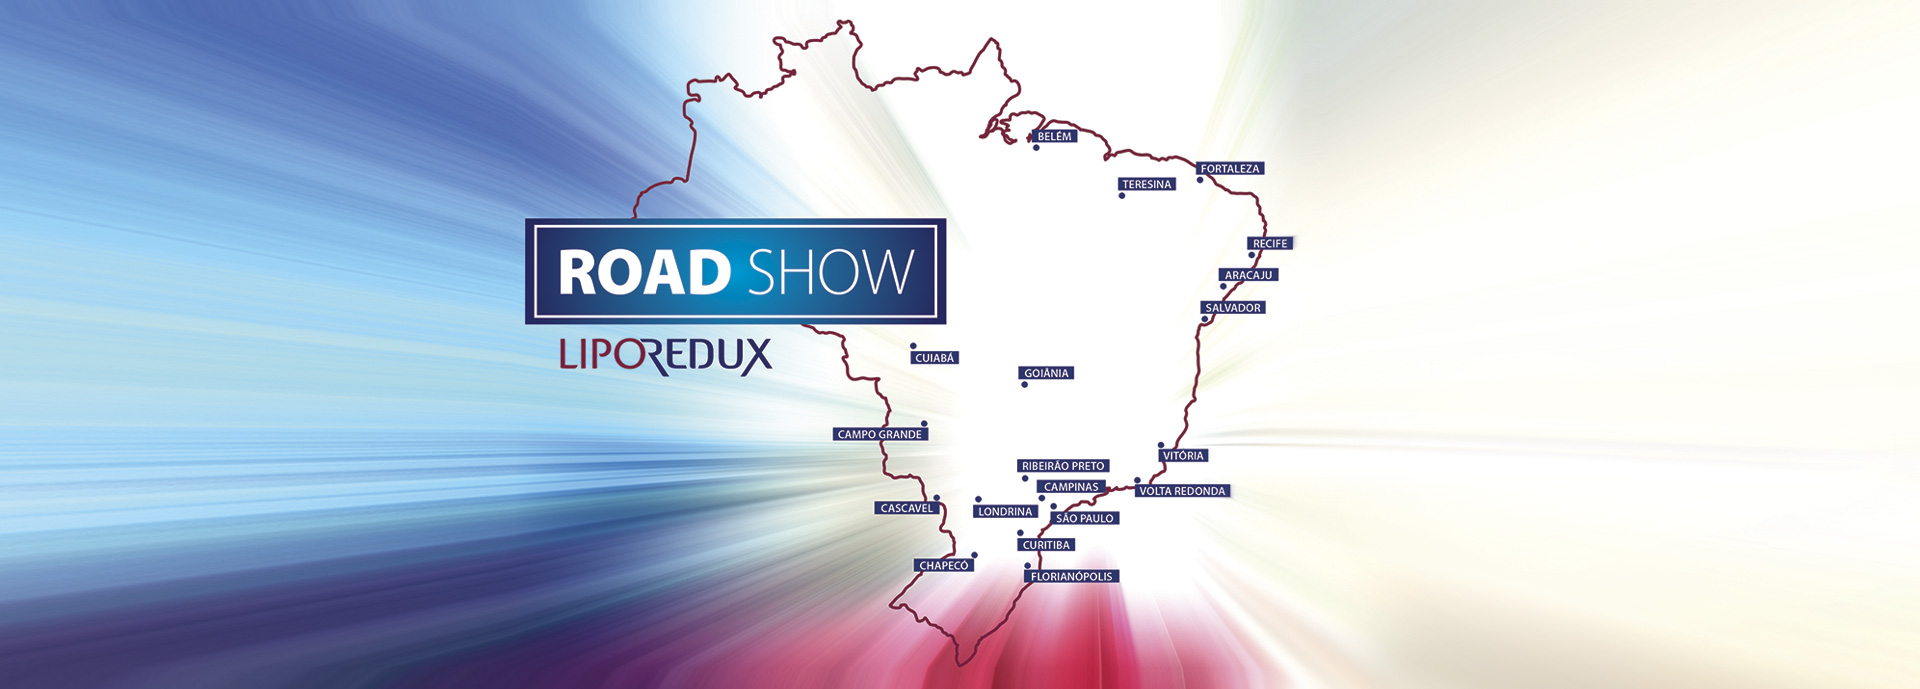 BELÉM
FORTALEZA
TERESINA
ROAD SHOW
RECIFE
ARACAJU
SALVADOR
LIPOREDUX
CUIABÁ
GOIÂNIA
CAMPO GRANDE
VITÓRIA
RIBEIRÃO PRETO
CAMPINAS
VOLTA REDONDA
CASCAVEL
LONDRINA
SÃO PAULO
CURITIBA
CHAPECÓ
FLORIANÓPOLIS